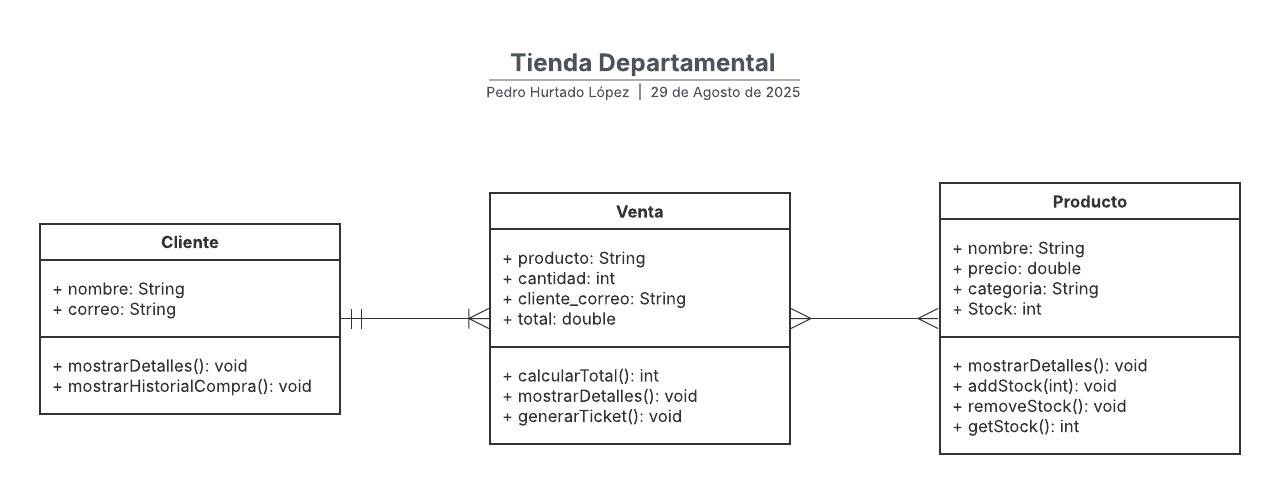 Tienda Departamental
Pedro Hurtado López | 29 de Agosto de 2025
Cliente
+ nombre: String
+ correo: String
+ mostrarDetalles(): void
+ mostrarHistorialCompra(): void
Venta
+ producto: String
+ cantidad: int
+ cliente_correo: String
+ total: double
+ calcularTotal(): int
+ mostrarDetalles(): void
+ generarTicket(): void
Producto
+ nombre: String
+ precio: double
+ categoria: String
+ Stock: int
+ mostrarDetalles(): void
+ addStock(int): void
+ removeStock(): void
+ getStock(): int